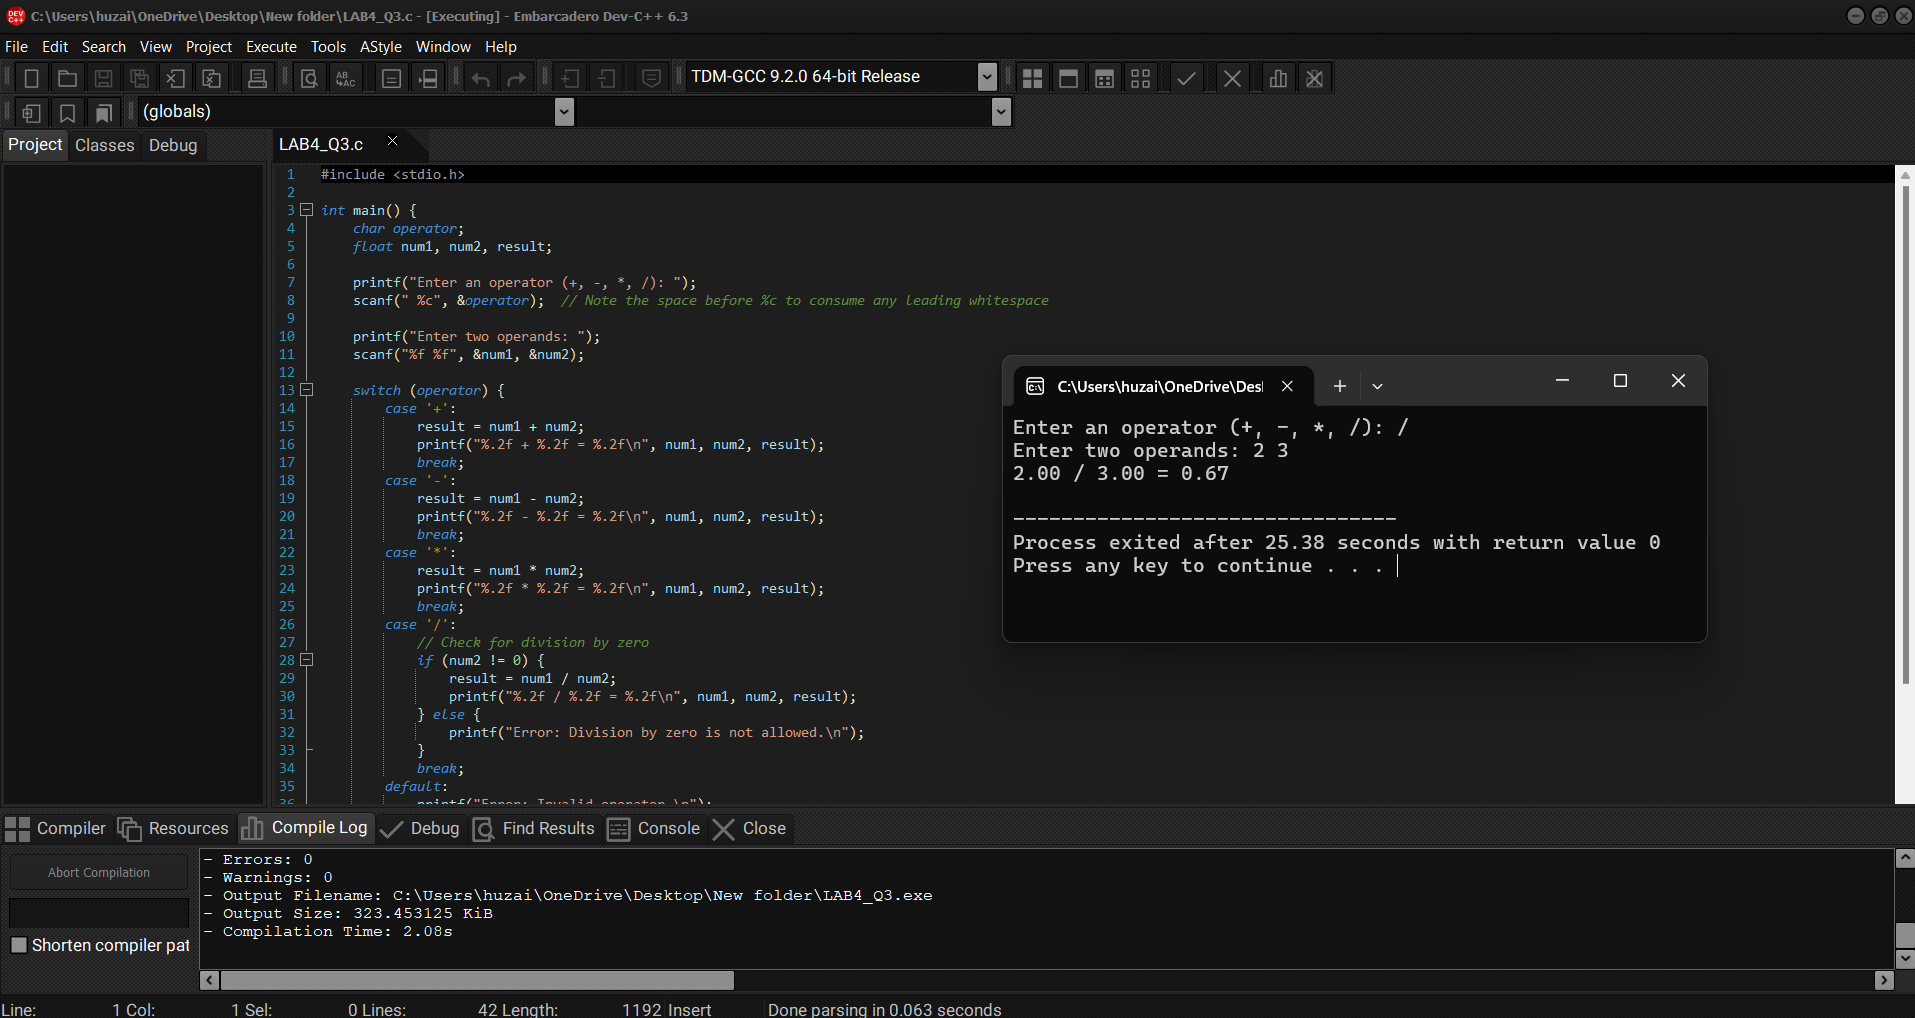 C:\Users\huzai\OneDrive\Desktop\New folder\LAB4_Q3.c - [Executing] - Embarcadero Dev-C++ 6.3
File Edit Search View Project Execute Tools AStyle Window Help
TDM-GCC 9.2.0 64-bit Release
(globals)
Project Classes Debug
LAB4_Q3.c
1 #include <stdio.h>
2
3 int main() {
4 char operator;
5 float num1, num2, result;
6
7 printf("Enter an operator (+, -, *, /): ");
8 scanf(" %c", &operator); // Note the space before %c to consume any leading whitespace
9
10 printf("Enter two operands: ");
11 scanf("%f %f", &num1, &num2);
12
13 switch (operator) {
14 case '+':
15 result = num1 + num2;
16 printf("%.2f + %.2f = %.2f\n", num1, num2, result);
17 break;
18 case '-':
19 result = num1 - num2;
20 printf("%.2f - %.2f = %.2f\n", num1, num2, result);
21 break;
22 case '*':
23 result = num1 * num2;
24 printf("%.2f * %.2f = %.2f\n", num1, num2, result);
25 break;
26 case '/':
27 // Check for division by zero
28 if (num2 != 0) {
29 result = num1 / num2;
30 printf("%.2f / %.2f = %.2f\n", num1, num2, result);
31 } else {
32 printf("Error: Division by zero is not allowed.\n");
33 }
34 break;
35 default:
36 printf("Error: Invalid operator.\n");
C:\Users\huzai\OneDrive\Des
Enter an operator (+, -, *, /): /
Enter two operands: 2 3
2.00 / 3.00 = 0.67
--------------------------------
Process exited after 25.38 seconds with return value 0
Press any key to continue . . .
Compiler Resources Compile Log Debug Find Results Console Close
Abort Compilation
Shorten compiler pat
- Errors: 0
- Warnings: 0
- Output Filename: C:\Users\huzai\OneDrive\Desktop\New folder\LAB4_Q3.exe
- Output Size: 323.453125 KiB
- Compilation Time: 2.08s
Line: 1 Col: 1 Sel: 0 Lines: 42 Length: 1192 Insert Done parsing in 0.063 seconds